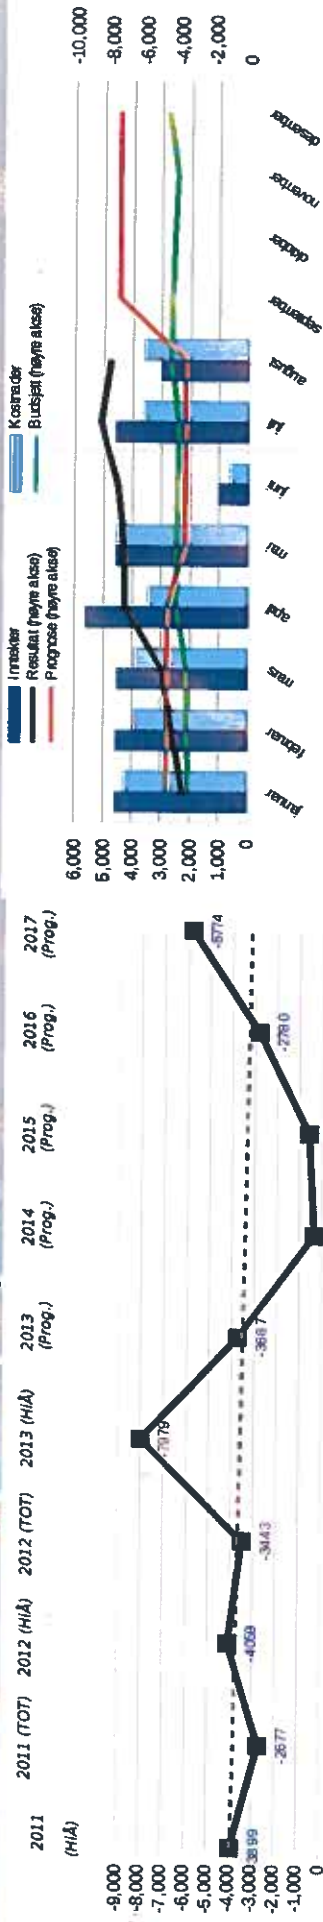 2011
(HiÅ)
2011 (TOT)
2012 (HiÅ)
2012 (TOT)
2013 (HiÅ)
2013
(Prog.)
2014
(Prog.)
2015
(Prog.)
2016
(Prog.)
2017
(Prog.)
-9,000
-8,000
-7,000
-6,000
-5,000
-4,000
-3,000
-2,000
-1,000
0
-3899
-2677
-4059
-3443
-7979
-3687
-2780
-5774
Inntekter
Kostnader
Resultat (høyre akse)
Budsjett (høyre akse)
Prognose (høyre akse)
6,000
5,000
4,000
3,000
2,000
1,000
0
-10.000
-8,000
-6,000
-4,000
-2,000
0
januar
februar
mars
april
mai
juni
juli
august
september
oktober
november
desember